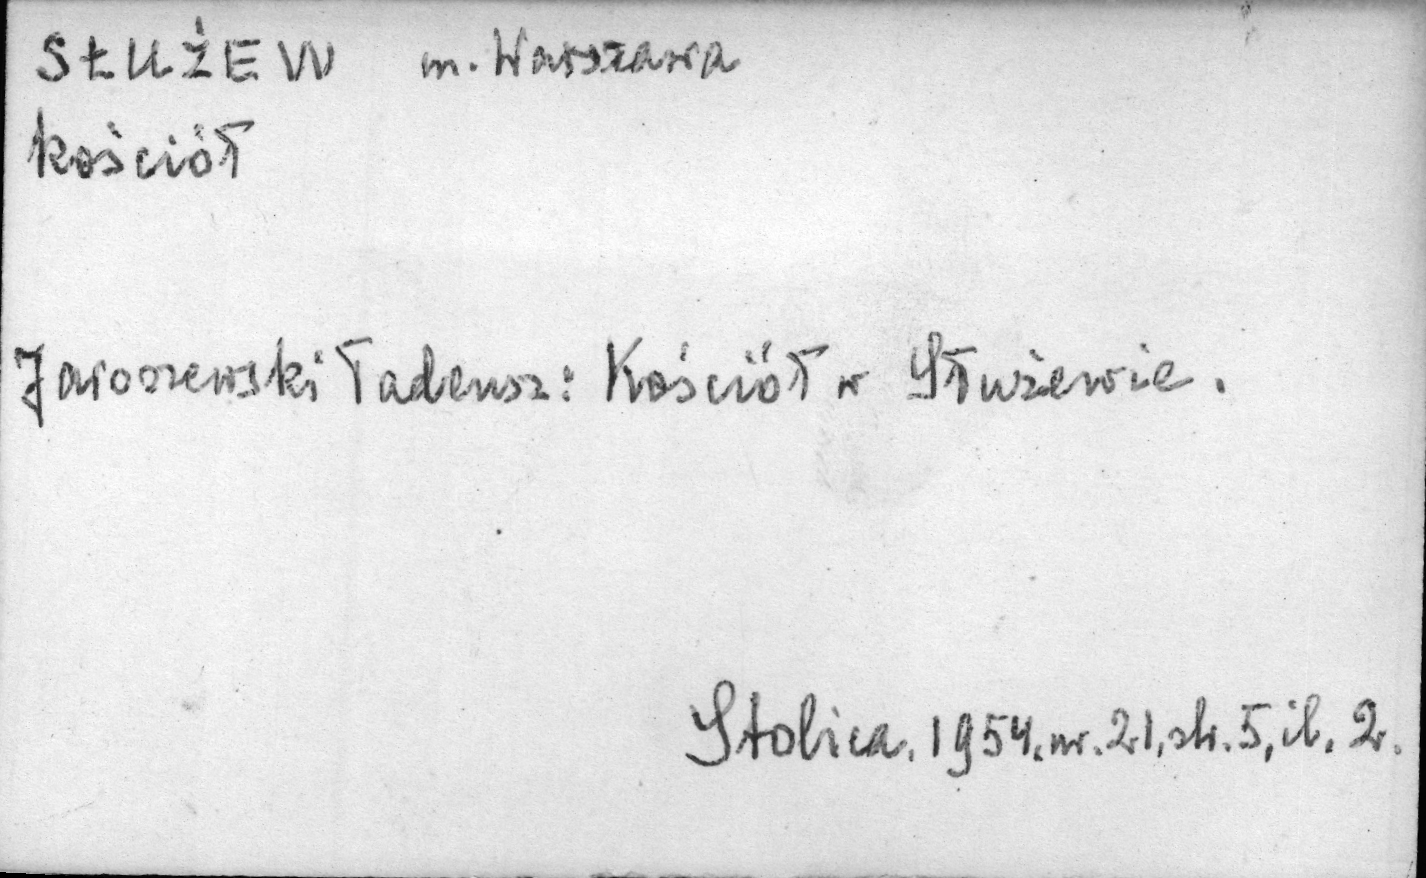 SŁUŻEW m. Warszawa
kościół
Jaroszewski Tadeusz: Kościół w Służewie.
Stolica. 1954. nr. 21, str. 5, il. 2.